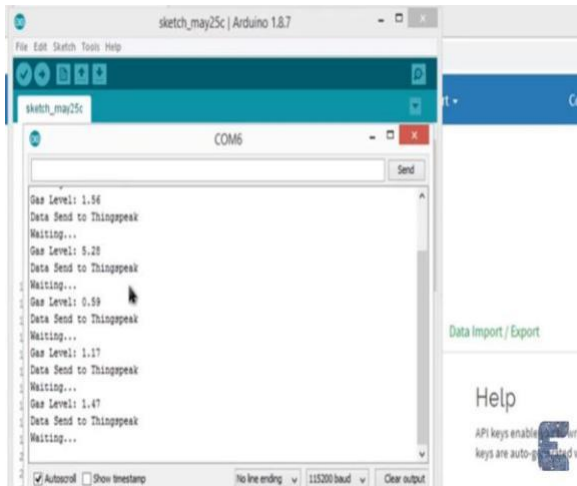 sketch_may25c | Arduino 1.8.7
File Edit Sketch Tools Help
sketch_may25c
COM6
Send
Gas Level: 1.56
Data Send to Thingspeak
Waiting...
Gas Level: 5.28
Data Send to Thingspeak
Waiting...
Gas Level: 0.59
Data Send to Thingspeak
Waiting...
Gas Level: 1.17
Data Send to Thingspeak
Waiting...
Gas Level: 1.47
Data Send to Thingspeak
Waiting...
Autoscroll Show timestamp No line ending 115200 baud Clear output
Data Import / Export
Help
API keys enable
keys are